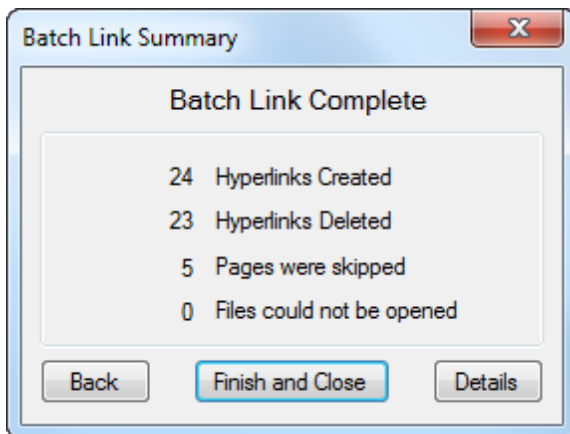 Batch Link Summary
Batch Link Complete
24 Hyperlinks Created
23 Hyperlinks Deleted
5 Pages were skipped
0 Files could not be opened
Back Finish and Close Details